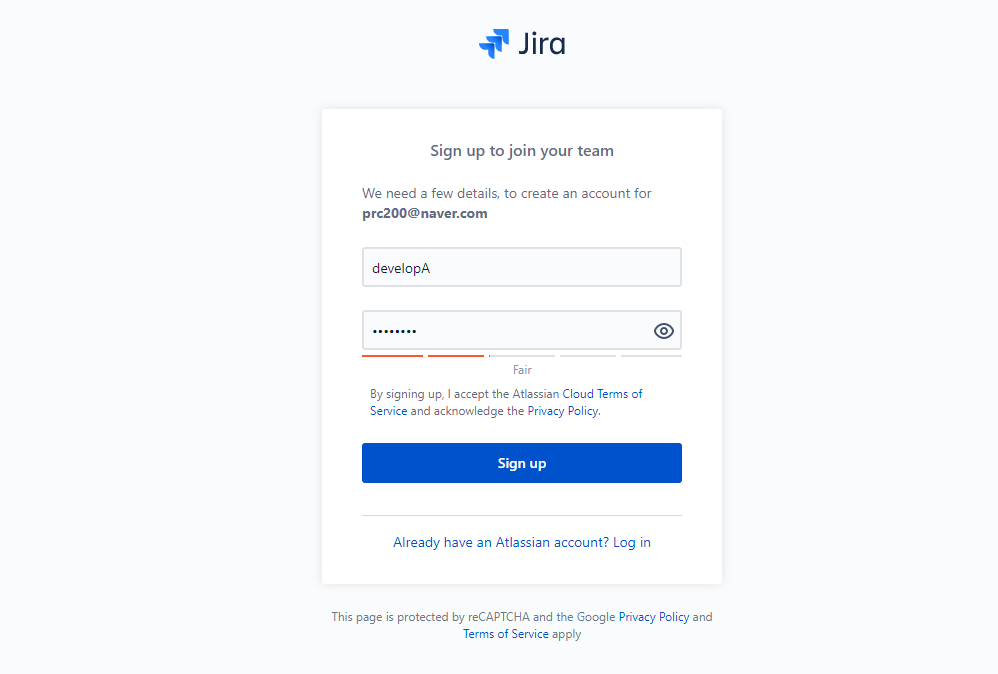 Jira
Sign up to join your team
We need a few details, to create an account for
prc200@naver.com
developA
••••••••
Fair
By signing up, I accept the Atlassian Cloud Terms of
Service and acknowledge the Privacy Policy.
Sign up
Already have an Atlassian account? Log in
This page is protected by reCAPTCHA and the Google Privacy Policy and
Terms of Service apply